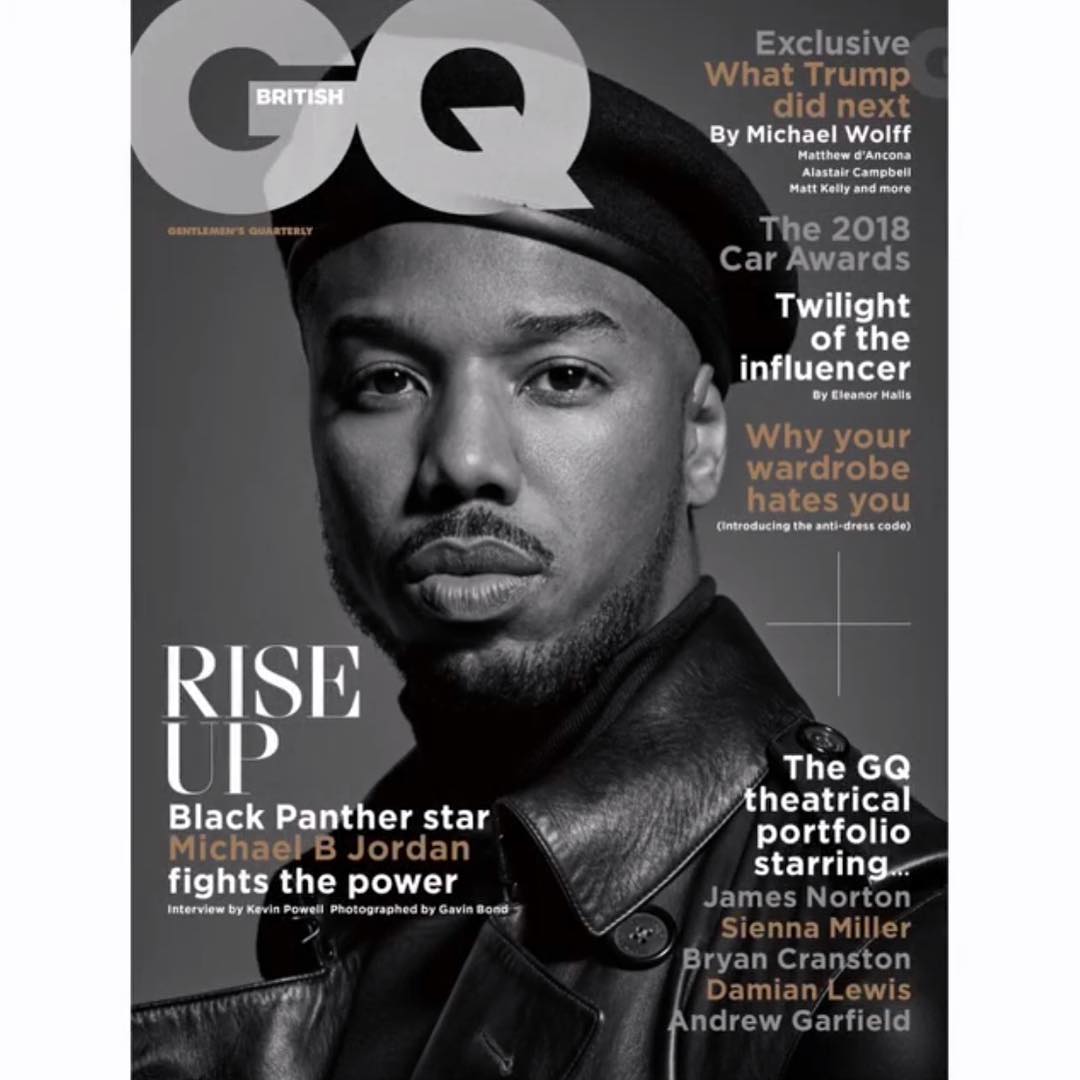 GQ
BRITISH
GENTLEMEN'S QUARTERLY
Exclusive
What Trump
did next
By Michael Wolff
Matthew d'Ancona
Alastair Campbell
Matt Kelly and more
The 2018
Car Awards
Twilight
of the
influencer
By Eleanor Halls
Why your
wardrobe
hates you
(Introducing the anti-dress code)
RISE
UP
Black Panther star
Michael B Jordan
fights the power
Interview by Kevin Powell Photographed by Gavin Bond
The GQ
theatrical
portfolio
starring...
James Norton
Sienna Miller
Bryan Cranston
Damian Lewis
Andrew Garfield